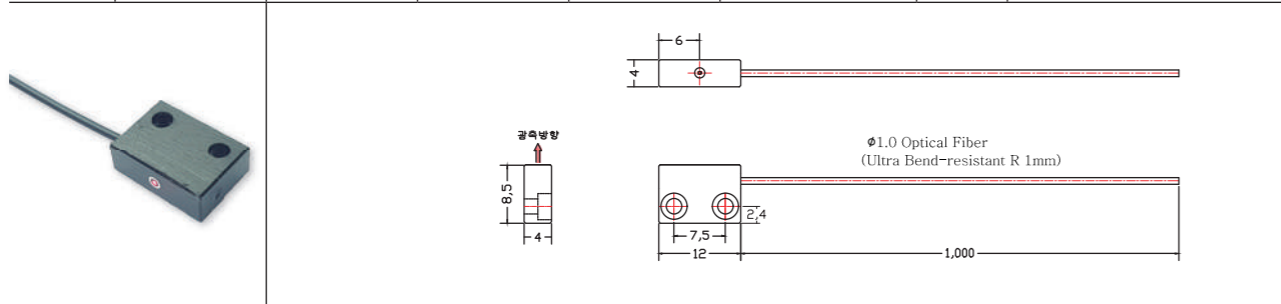 6
4
광축방향
8,5
4
ϕ1.0 Optical Fiber
(Ultra Bend-resistant R 1mm)
2,4
7,5
12
1,000